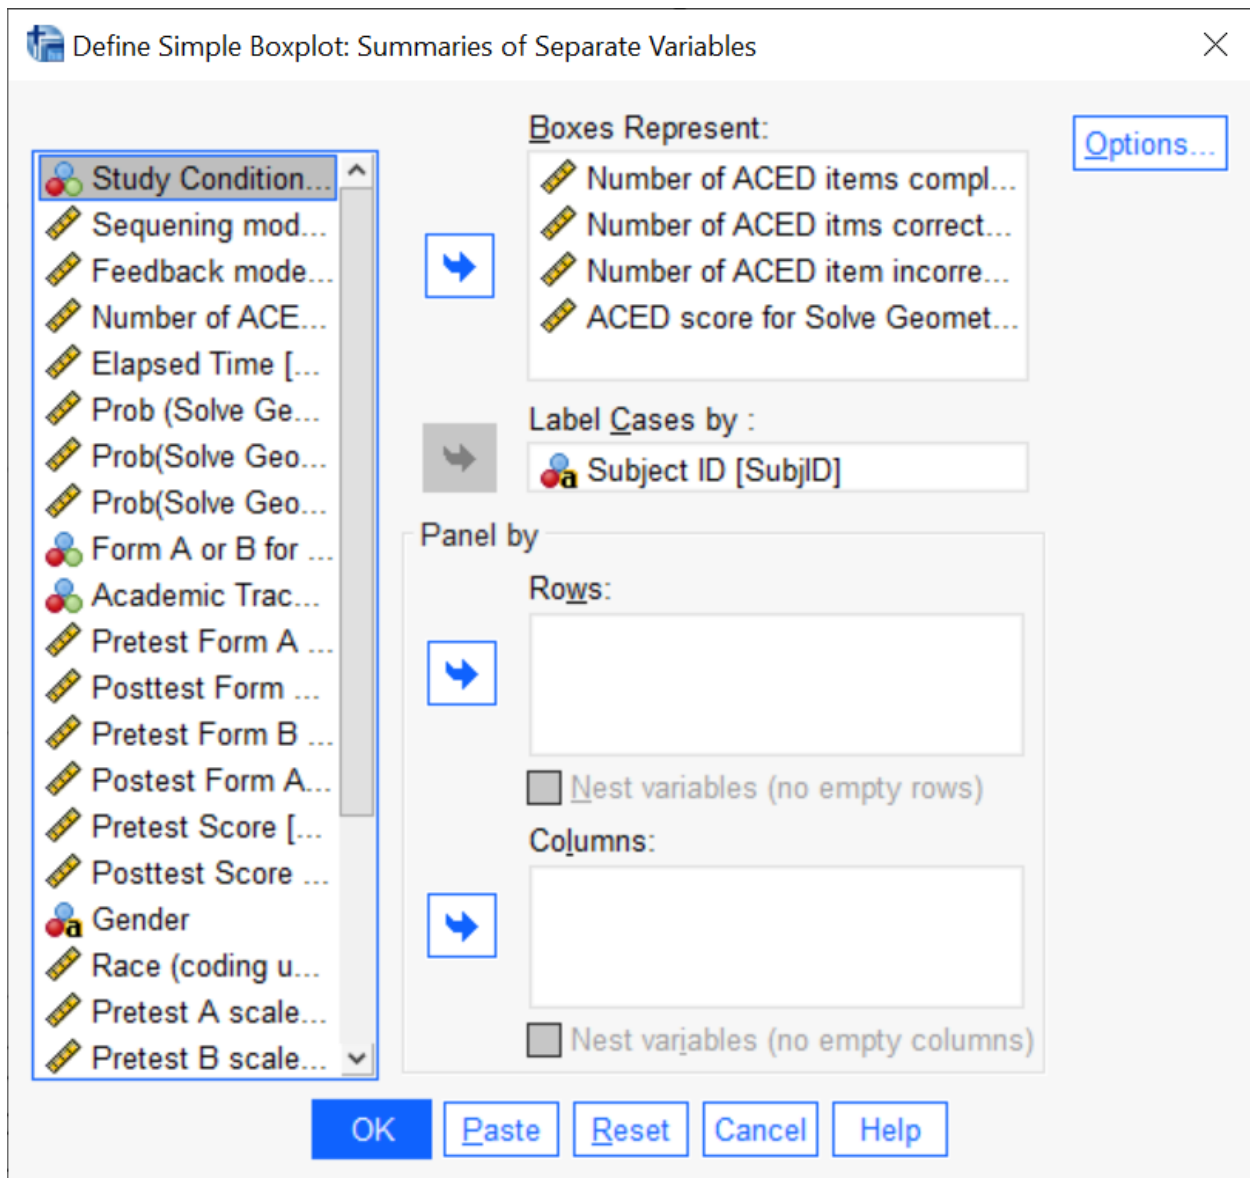 Define Simple Boxplot: Summaries of Separate Variables
Study Condition...
Sequening mod...
Feedback mode...
Number of ACE...
Elapsed Time [...
Prob (Solve Ge...
Prob(Solve Geo...
Prob(Solve Geo...
Form A or B for ...
Academic Trac...
Pretest Form A ...
Posttest Form ...
Pretest Form B ...
Postest Form A...
Pretest Score [...
Posttest Score ...
Gender
Race (coding u...
Pretest A scale...
Pretest B scale...
Boxes Represent:
Number of ACED items compl...
Number of ACED itms correct...
Number of ACED item incorre...
ACED score for Solve Geomet...
Label Cases by :
Subject ID [SubjID]
Panel by
Rows:
Nest variables (no empty rows)
Columns:
Nest variables (no empty columns)
Options...
OK
Paste
Reset
Cancel
Help